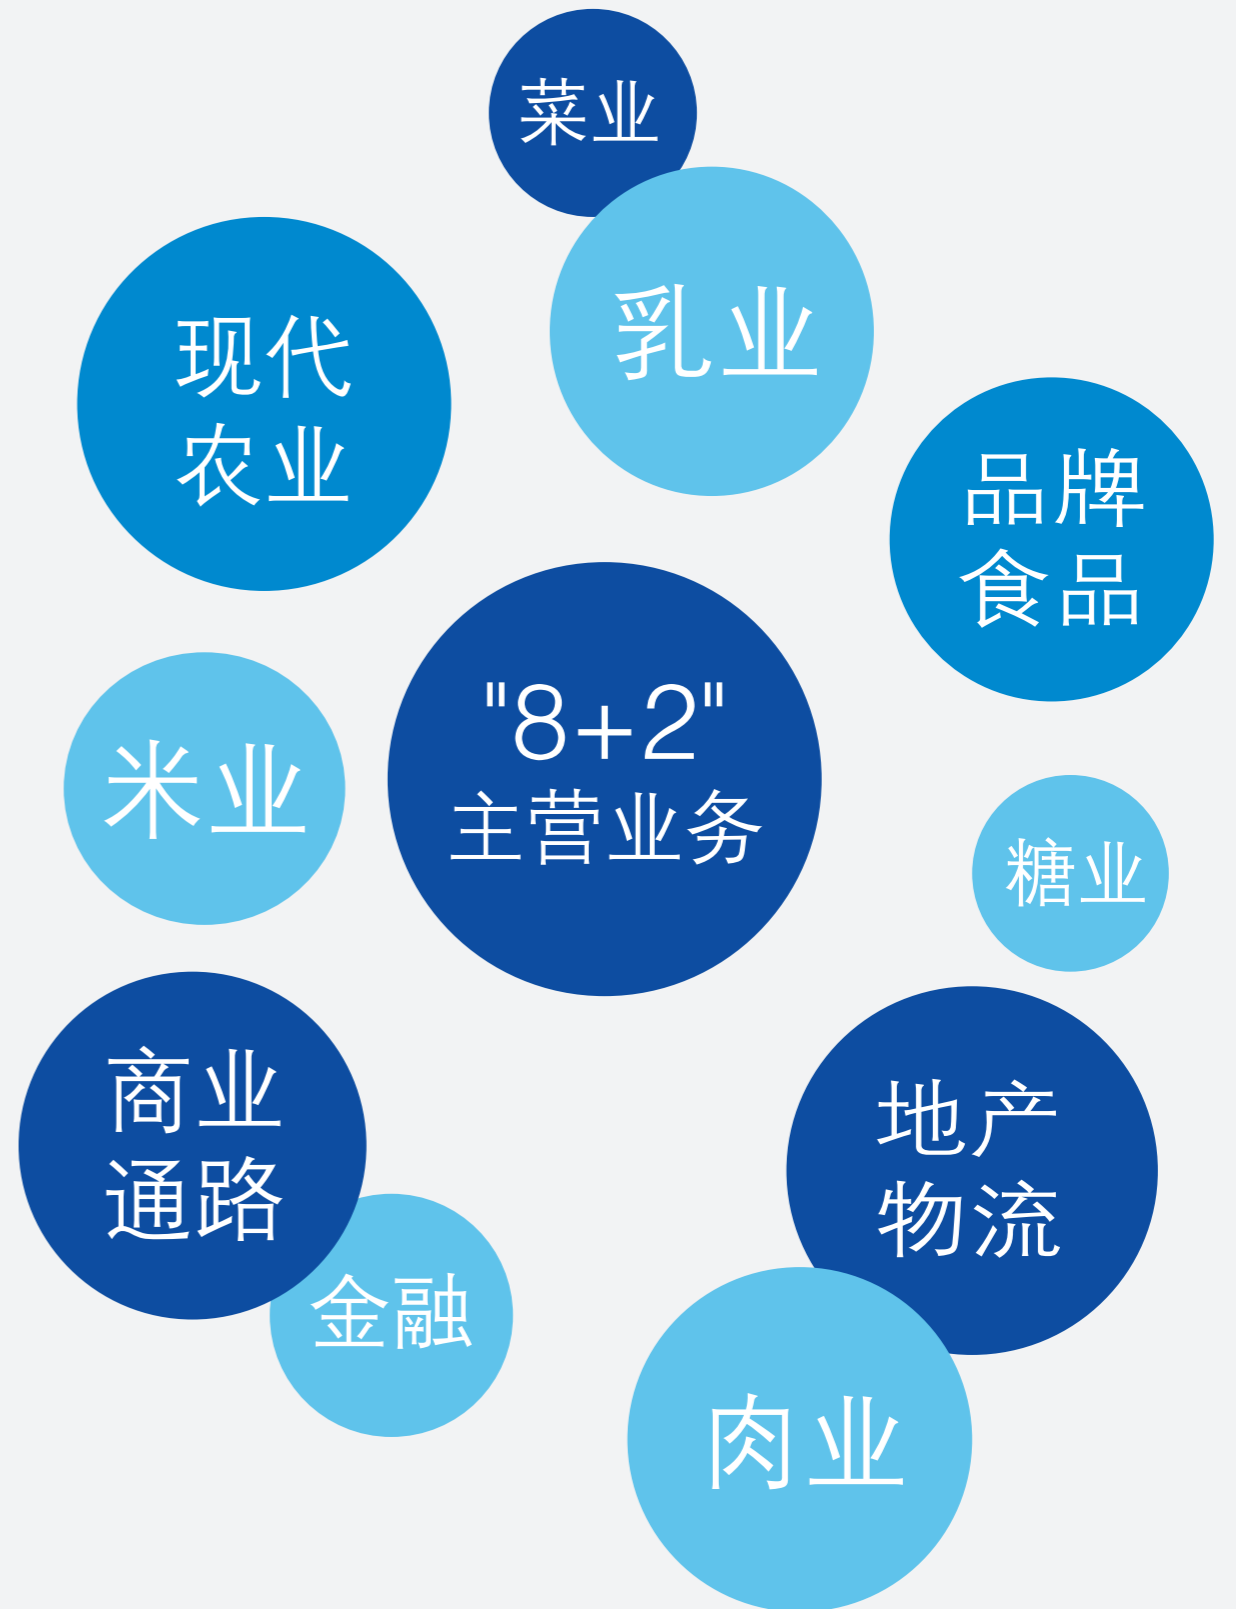 菜业
乳业
现代
农业
品牌
食品
"8+2"
主营业务
米业
糖业
商业
通路
地产
物流
金融
肉业